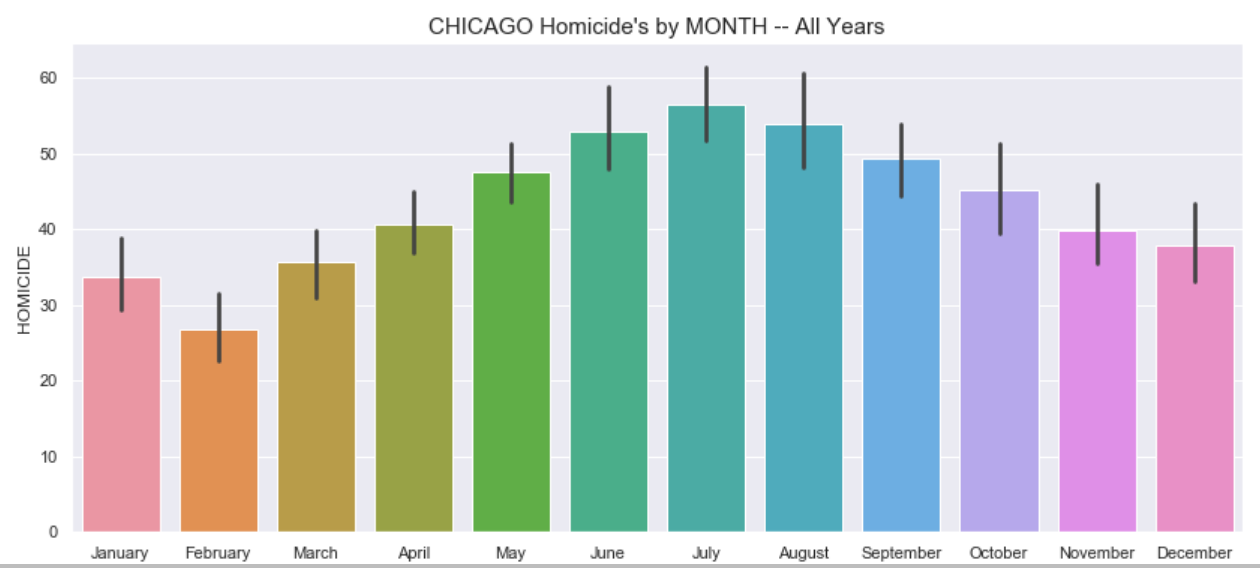 CHICAGO Homicide's by MONTH -- All Years
HOMICIDE
60
50
40
30
20
10
0
January February March April May June July August September October November December